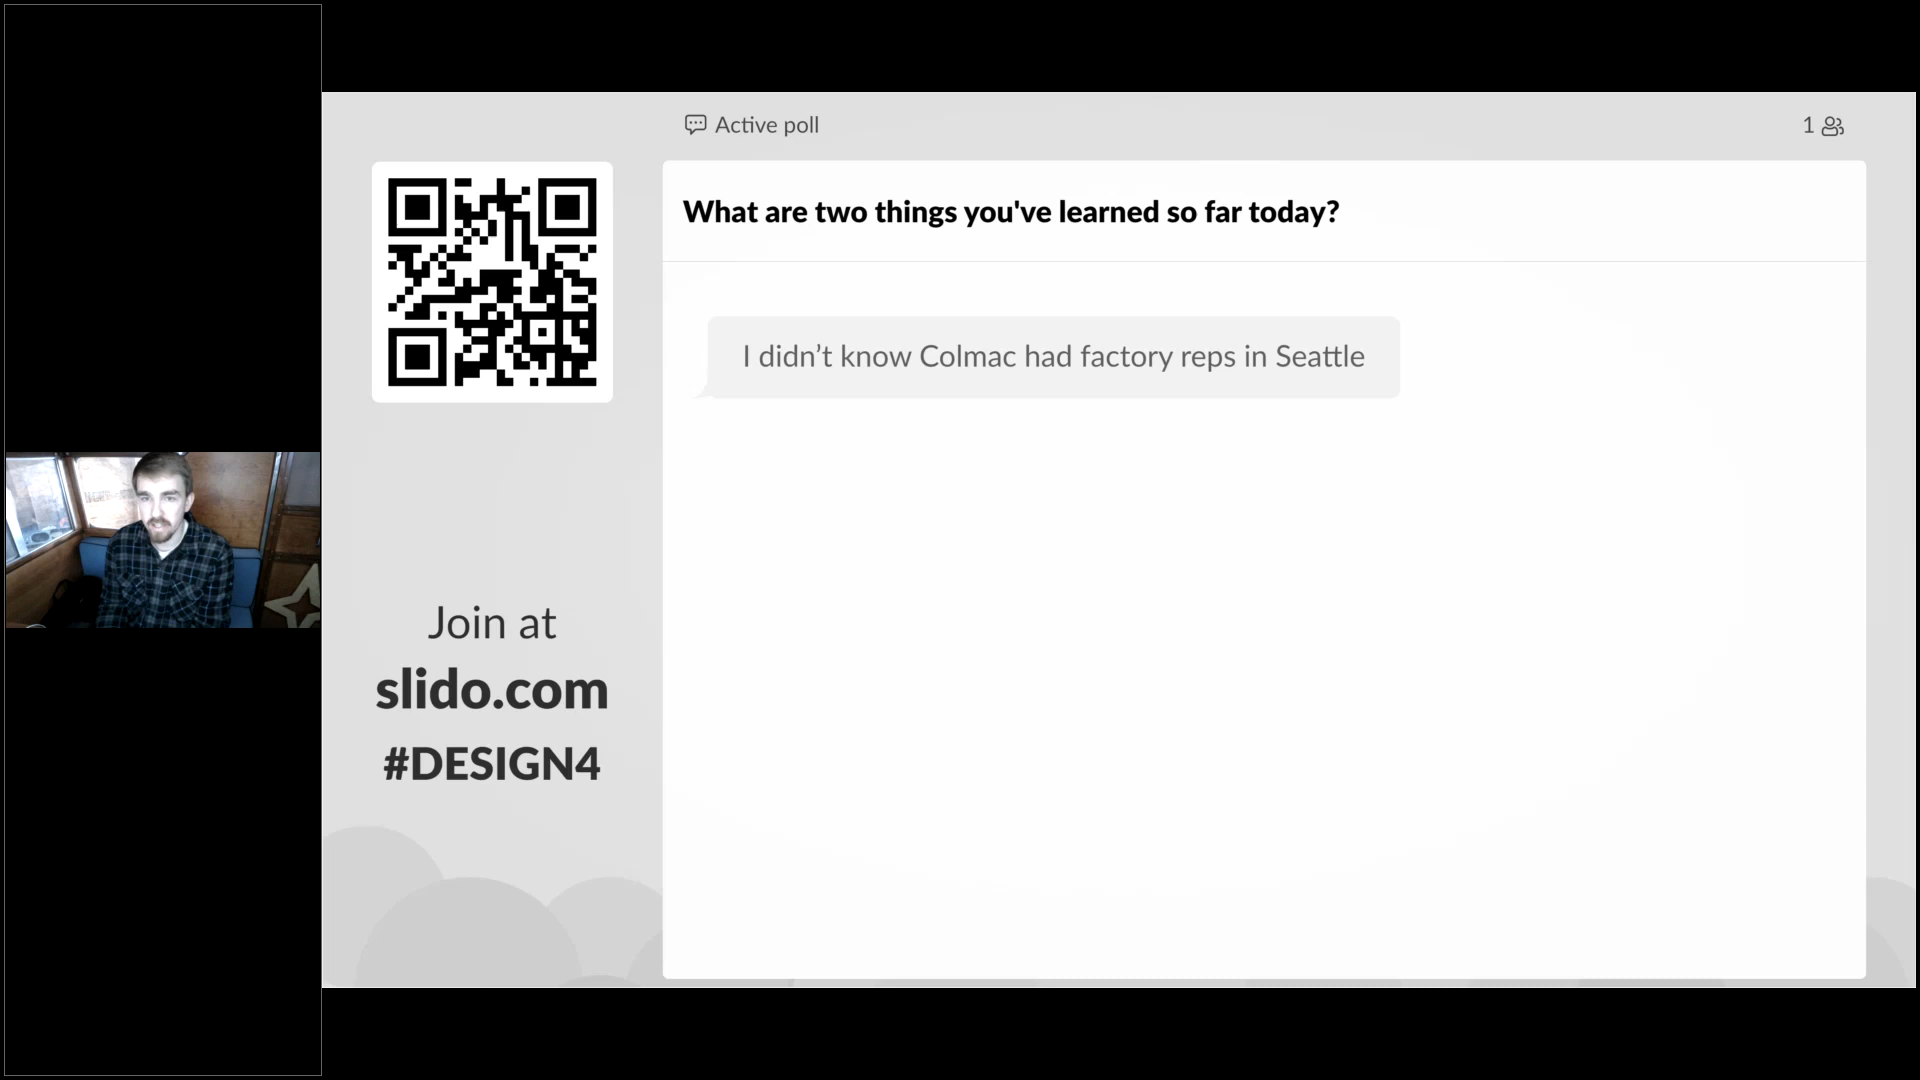 Active poll
1
What are two things you've learned so far today?
I didn’t know Colmac had factory reps in Seattle
Join at
slido.com
#DESIGN4